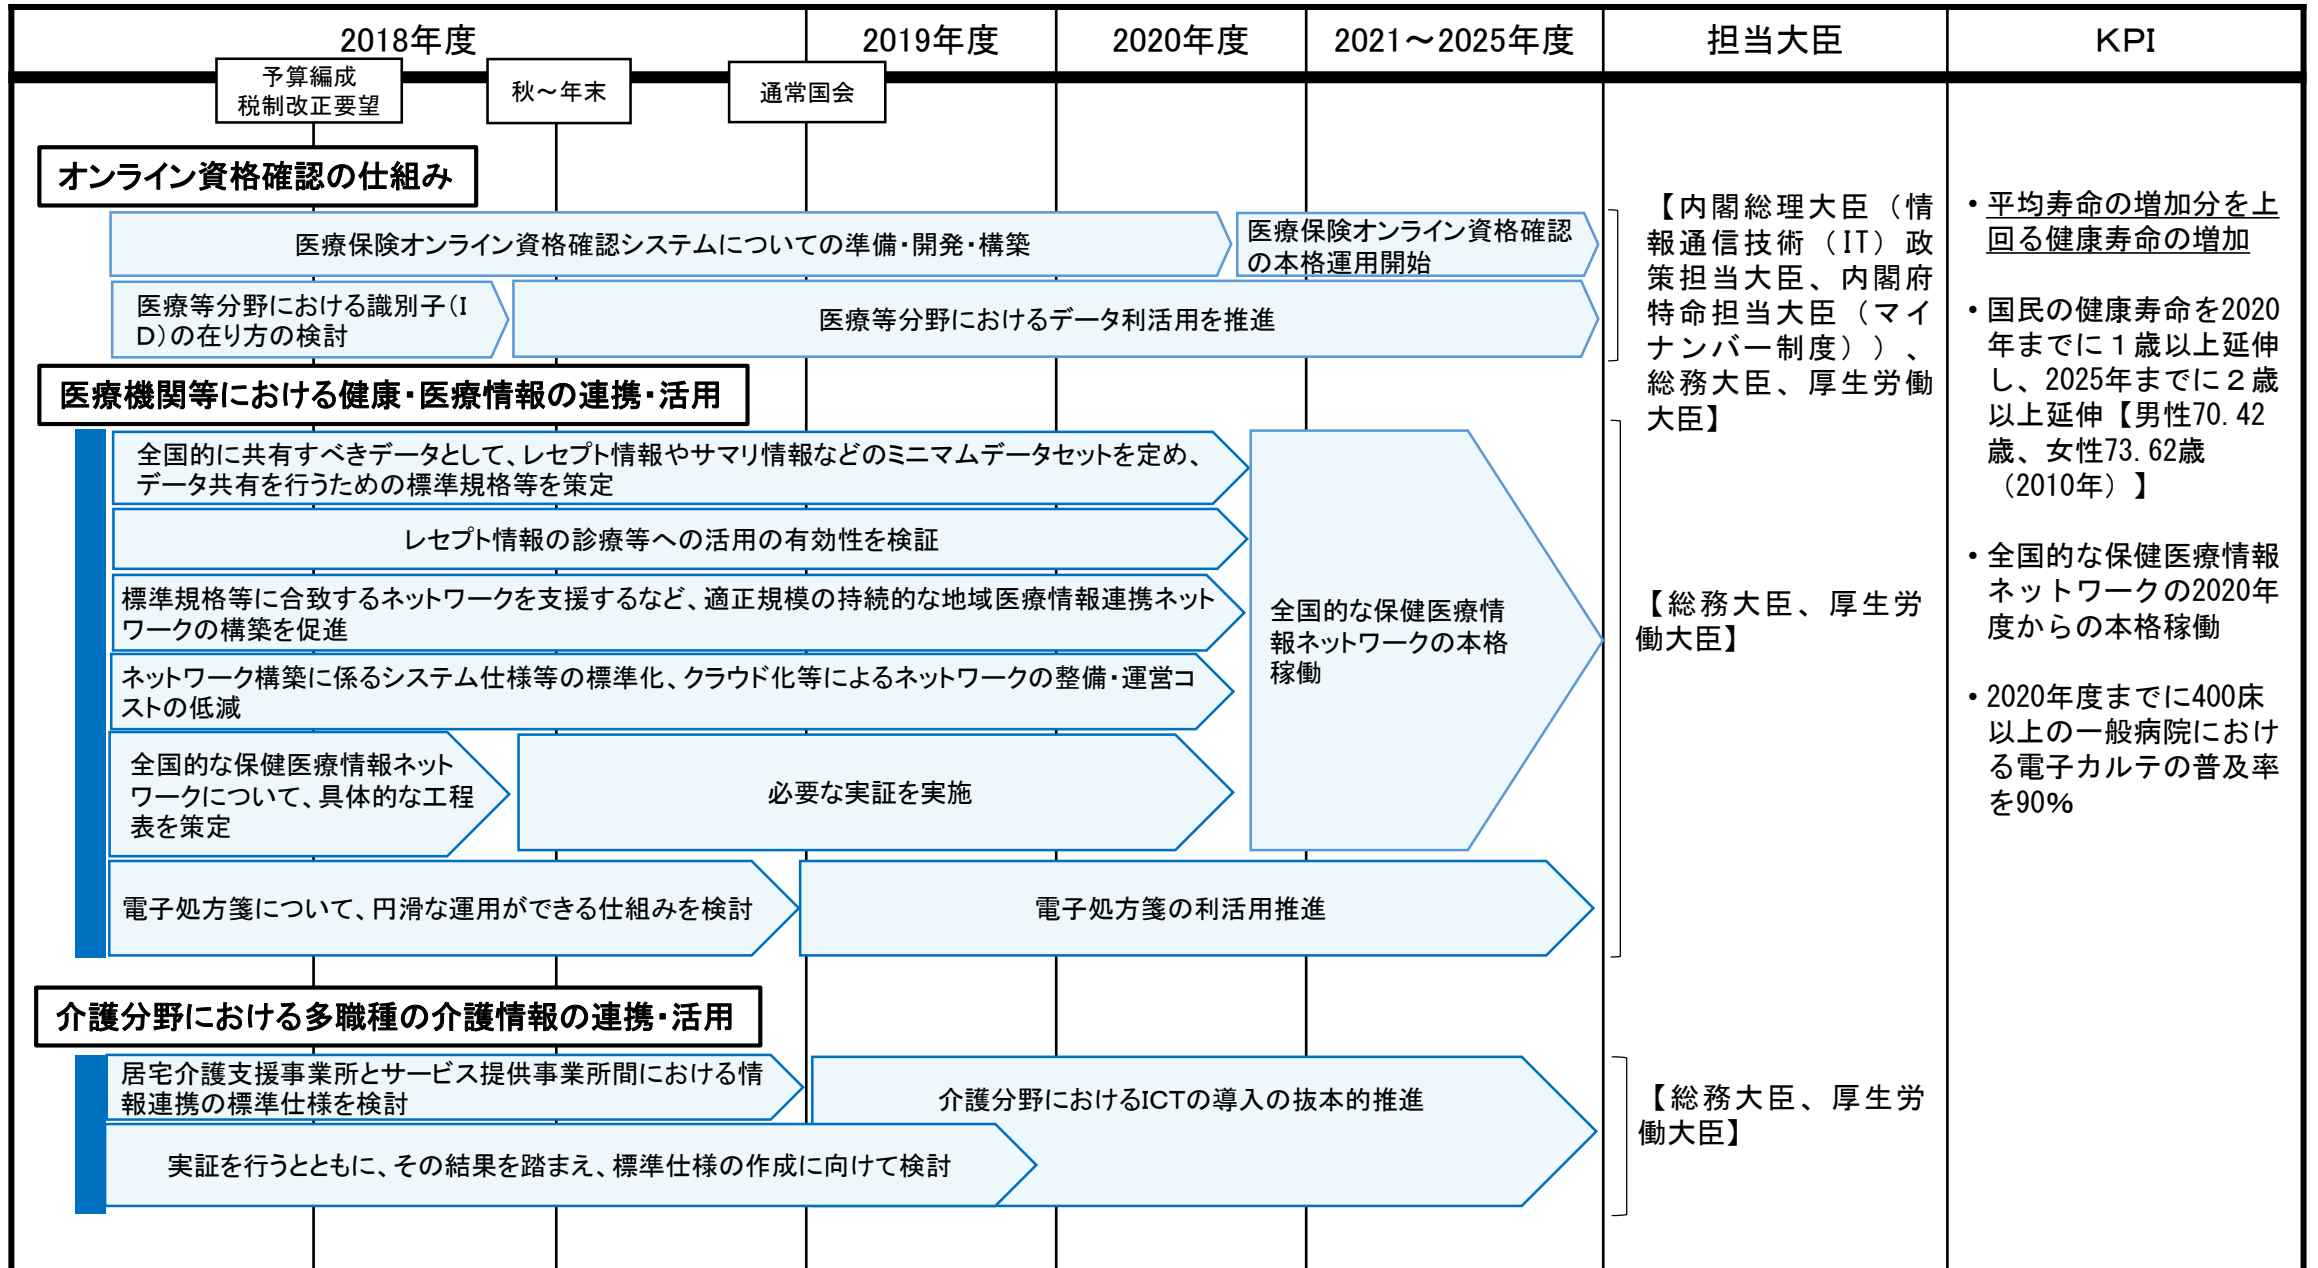 2018年度
2019年度
2020年度
2021～2025年度
担当大臣
KPI
予算編成
税制改正要望
秋～年末
通常国会
オンライン資格確認の仕組み
医療保険オンライン資格確認システムについての準備・開発・構築
医療保険オンライン資格確認
の本格運用開始
医療等分野における識別子（I
D）の在り方の検討
医療等分野におけるデータ利活用を推進
【内閣総理大臣（情
報通信技術（IT）政
策担当大臣、内閣府
特命担当大臣（マイ
ナンバー制度））、
総務大臣、厚生労働
大臣】
医療機関等における健康・医療情報の連携・活用
全国的に共有すべきデータとして、レセプト情報やサマリ情報などのミニマムデータセットを定め、
データ共有を行うための標準規格等を策定
レセプト情報の診療等への活用の有効性を検証
標準規格等に合致するネットワークを支援するなど、適正規模の持続的な地域医療情報連携ネット
ワークの構築を促進
ネットワーク構築に係るシステム仕様等の標準化、クラウド化等によるネットワークの整備・運営コ
ストの低減
全国的な保健医療情報ネット
ワークについて、具体的な工程
表を策定
必要な実証を実施
全国的な保健医療情
報ネットワークの本格
稼働
電子処方箋について、円滑な運用ができる仕組みを検討
電子処方箋の利活用推進
【総務大臣、厚生労
働大臣】
介護分野における多職種の介護情報の連携・活用
居宅介護支援事業所とサービス提供事業所間における情
報連携の標準仕様を検討
実証を行うとともに、その結果を踏まえ、標準仕様の作成に向けて検討
介護分野におけるICTの導入の抜本的推進
【総務大臣、厚生労
働大臣】
・平均寿命の増加分を上
回る健康寿命の増加
・国民の健康寿命を2020
年までに１歳以上延伸
し、2025年までに２歳
以上延伸【男性70.42
歳、女性73.62歳
（2010年）】
・全国的な保健医療情報
ネットワークの2020年
度からの本格稼働
・2020年度までに400床
以上の一般病院におけ
る電子カルテの普及率
を90％